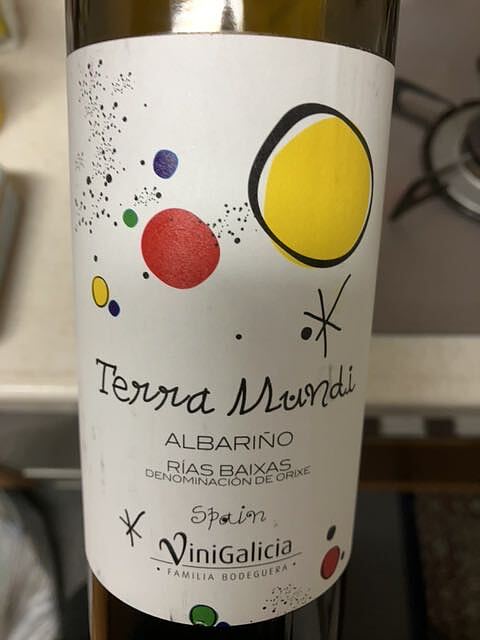 Terra Mundi
ALBARIÑO
RÍAS BAIXAS
DENOMINACIÓN DE ORIXE
Spain
ViniGalicia
• FAMILIA BODEGUERA •